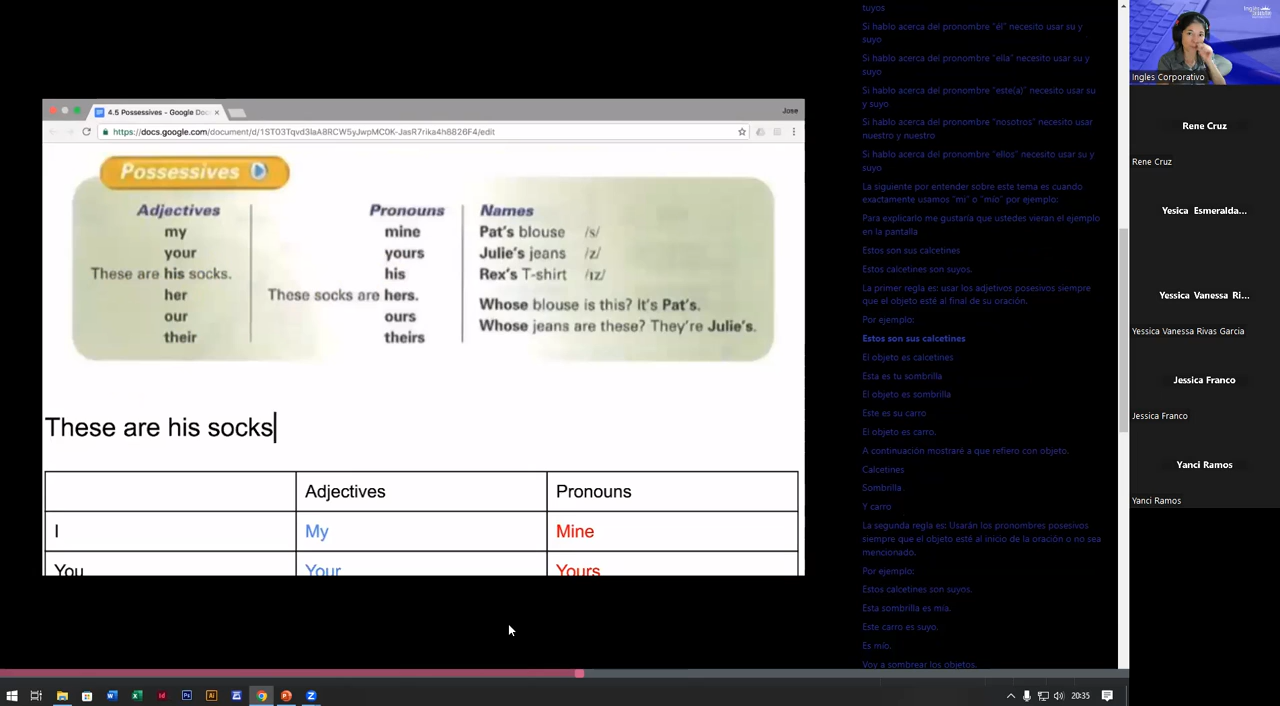 4.5 Possessives - Google Doc
Jose
https://docs.google.com/document/d/1STO3Tqvd3laA8RCW5yJwpMC0K-JasR7rika4h8826F4/edit
Possessives
Adjectives
my
your
These are his socks.
her
our
their
Pronouns
mine
yours
his
These socks are hers.
ours
theirs
Names
Pat's blouse /s/
Julie's jeans /z/
Rex's T-shirt /ɪz/
Whose blouse is this? It's Pat's.
Whose jeans are these? They're Julie's.
These are his socks
Adjectives Pronouns
I My Mine
You Your Yours
tuyos
Si hablo acerca del pronombre "él" necesito usar su y
suyo
Si hablo acerca del pronombre "ella" necesito usar su y
suyo
Si hablo acerca del pronombre "este(a)" necesito usar su
y suyo
Si hablo acerca del pronombre "nosotros" necesito usar
nuestro y nuestro
Si hablo acerca del pronombre "ellos" necesito usar su y
suyo
La siguiente por entender sobre este tema es cuando
exactamente usamos "mi" o "mío" por ejemplo:
Para explicarlo me gustaría que ustedes vieran el ejemplo
en la pantalla
Estos son sus calcetines
Estos calcetines son suyos.
La primer regla es: usar los adjetivos posesivos siempre
que el objeto esté al final de su oración.
Por ejemplo:
Estos son sus calcetines
El objeto es calcetines
Esta es tu sombrilla
El objeto es sombrilla
Este es su carro
El objeto es carro.
A continuación mostraré a que refiero con objeto.
Calcetines
Sombrilla
Y carro
La segunda regla es: Usarán los pronombres posesivos
siempre que el objeto esté al inicio de la oración o no sea
mencionado.
Por ejemplo:
Estos calcetines son suyos.
Esta sombrilla es mía.
Este carro es suyo.
Es mío.
Voy a sombrear los objetos.
Ingles Corporativo
Rene Cruz
Rene Cruz
Yesica Esmeralda...
Yessica Vanessa Ri...
Yessica Vanessa Rivas Garcia
Jessica Franco
Jessica Franco
Yanci Ramos
Yanci Ramos
20:35